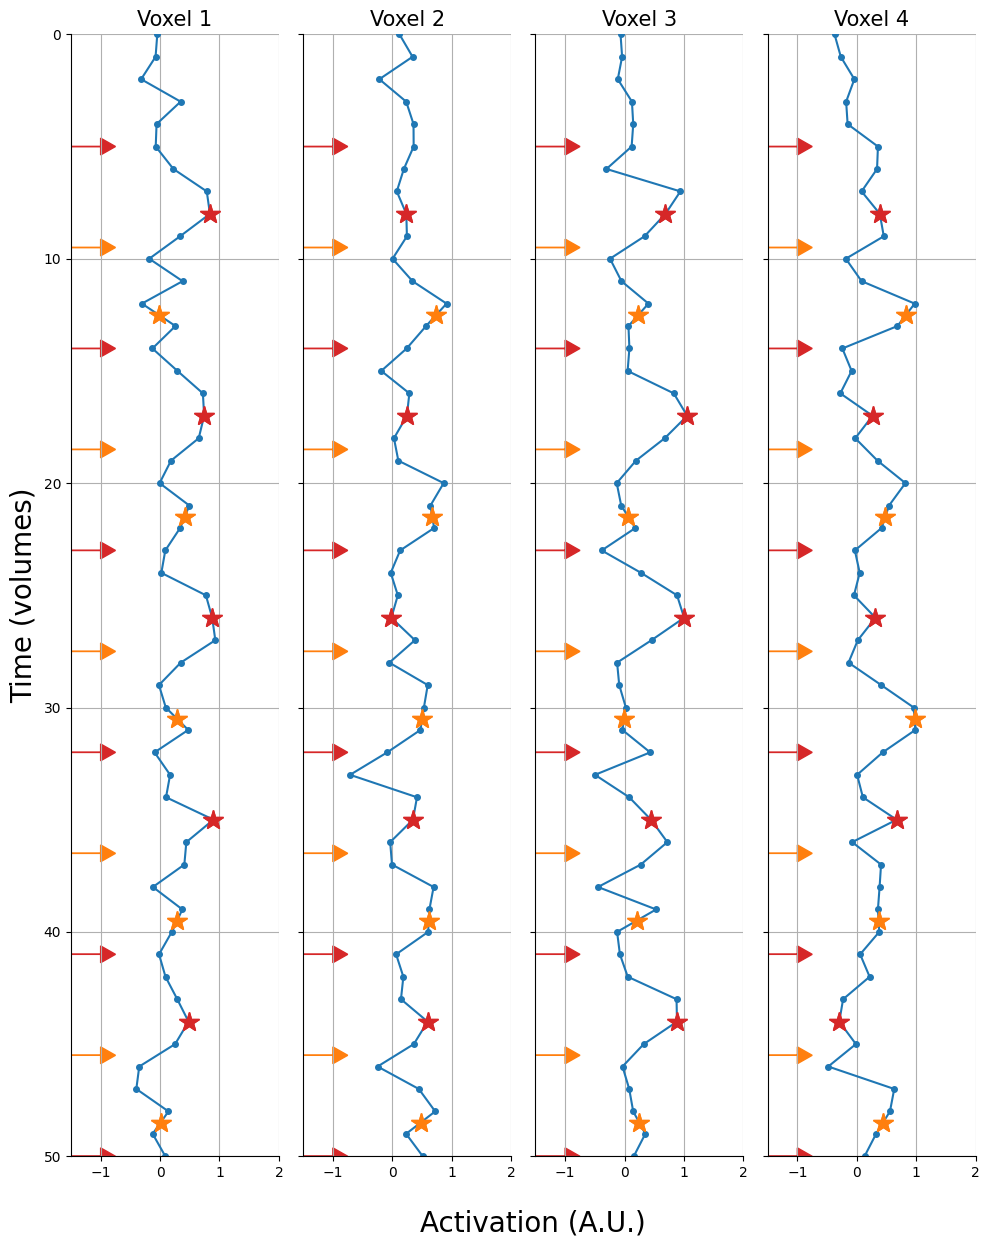 Voxel 1 Voxel 2 Voxel 3 Voxel 4
0
10
20
30
40
50
Time (volumes)
−1 0 1 2 −1 0 1 2 −1 0 1 2 −1 0 1 2
Activation (A.U.)